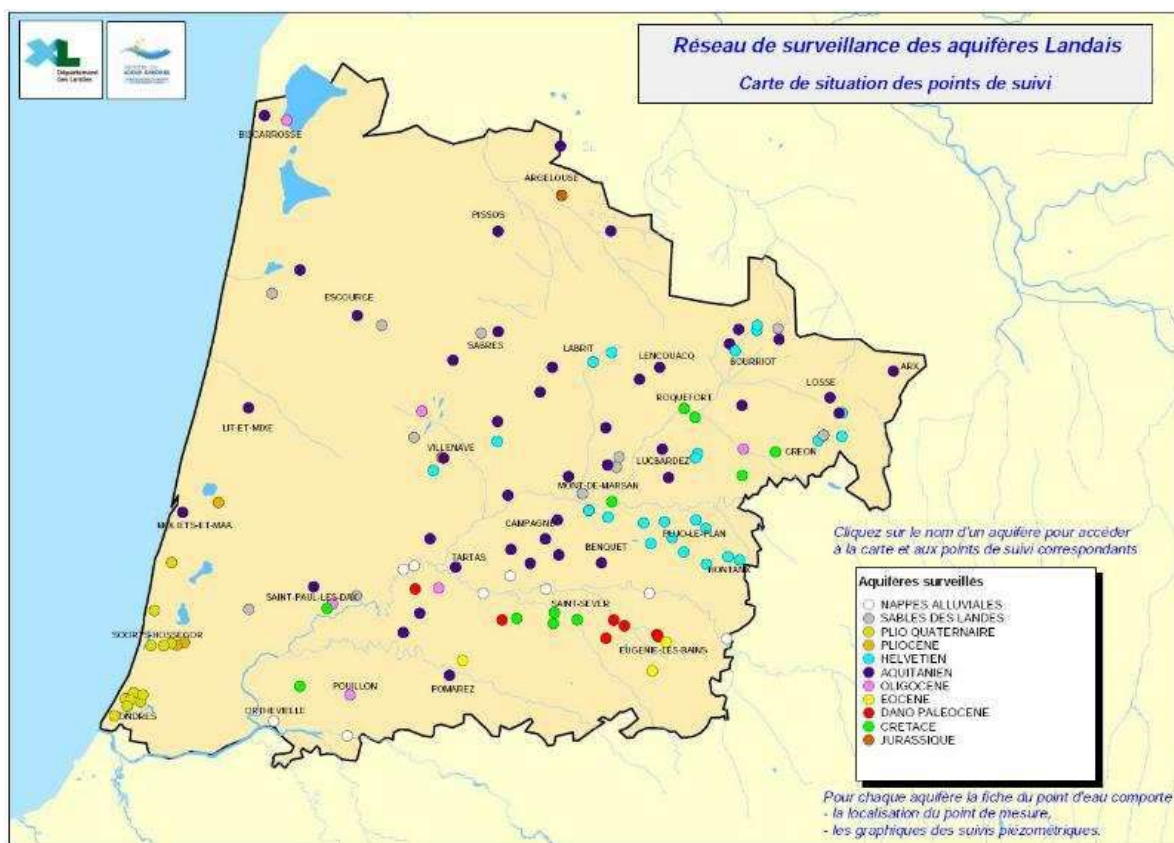 XL
Département
des Landes
Réseau de surveillance des aquifères Landais
Carte de situation des points de suivi
BISCARROSSE
ARGELOUSE
PISSOS
ESCOURCE
SABRES
LABRIT
LENCOUACQ
BOURRIOT
ARX
LOSSE
ROQUEFORT
LIT-ET-MIXE
VILLENAVE
LUCBARDEZ
CREON
MONT-DE-MARSAN
MOLIETS-ET-MAA
CAMPAGNE
PUJO-LE-PLAN
BENQUET
TARTAS
HONTANX
SAINT-PAUL-LES-DAX
SAINT-SEVER
EUGENIE-LES-BAINS
POUILLON
POMAREZ
ORTHEVIELLE
ONDRES
Cliquez sur le nom d'un aquifère pour accéder
à la carte et aux points de suivi correspondants
Aquifères surveillés
NAPPES ALLUVIALES
SABLES DES LANDES
PLIO QUATERNAIRE
PLIOCENE
HELVETIEN
AQUITANIEN
OLIGOCENE
EOCENE
DANO PALEOCENE
CRETACE
JURASSIQUE
Pour chaque aquifère la fiche du point d'eau comporte
- la localisation du point de mesure,
- les graphiques des suivis piézométriques.